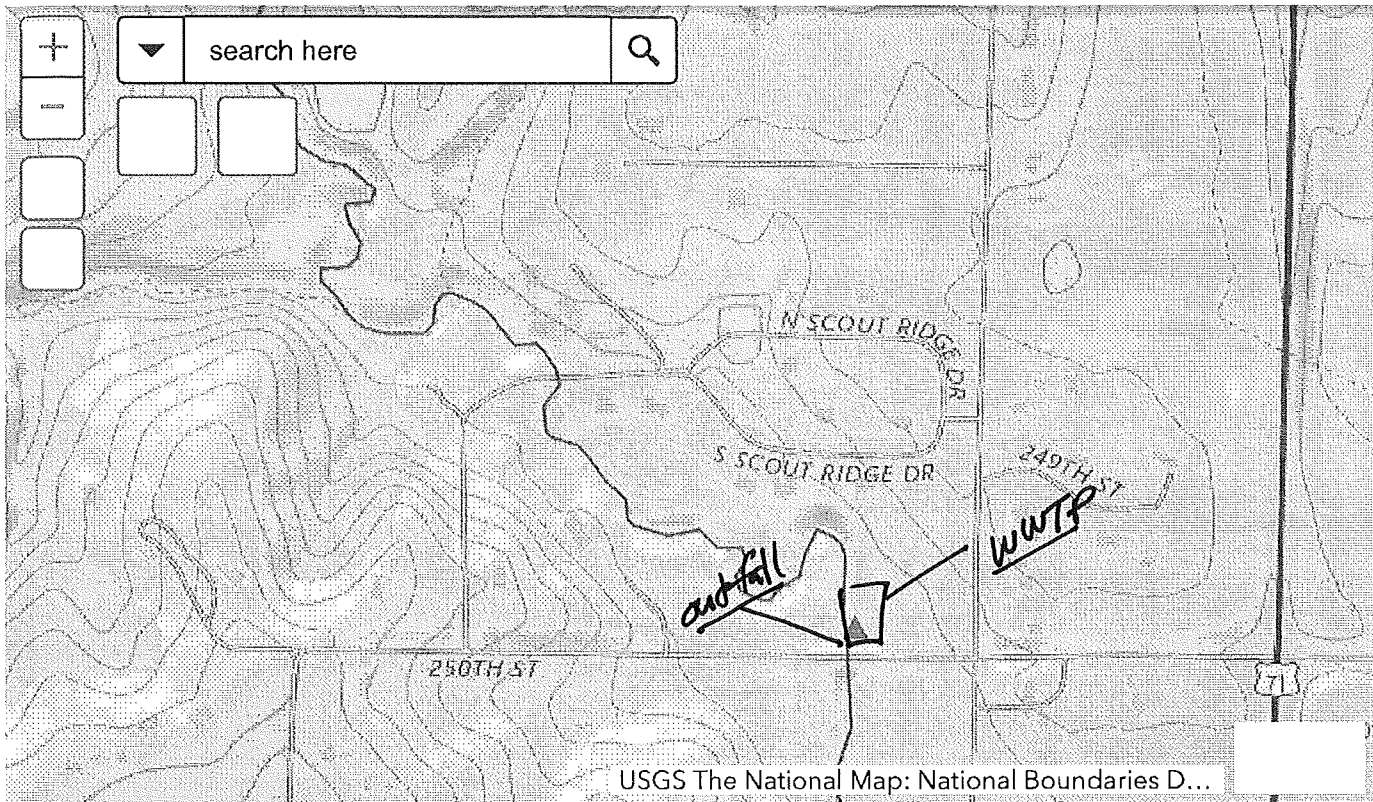 search here
N SCOUT RIDGE DR
S SCOUT RIDGE DR
249TH ST
WWTP
outfall
250TH ST
71
USGS The National Map: National Boundaries D...